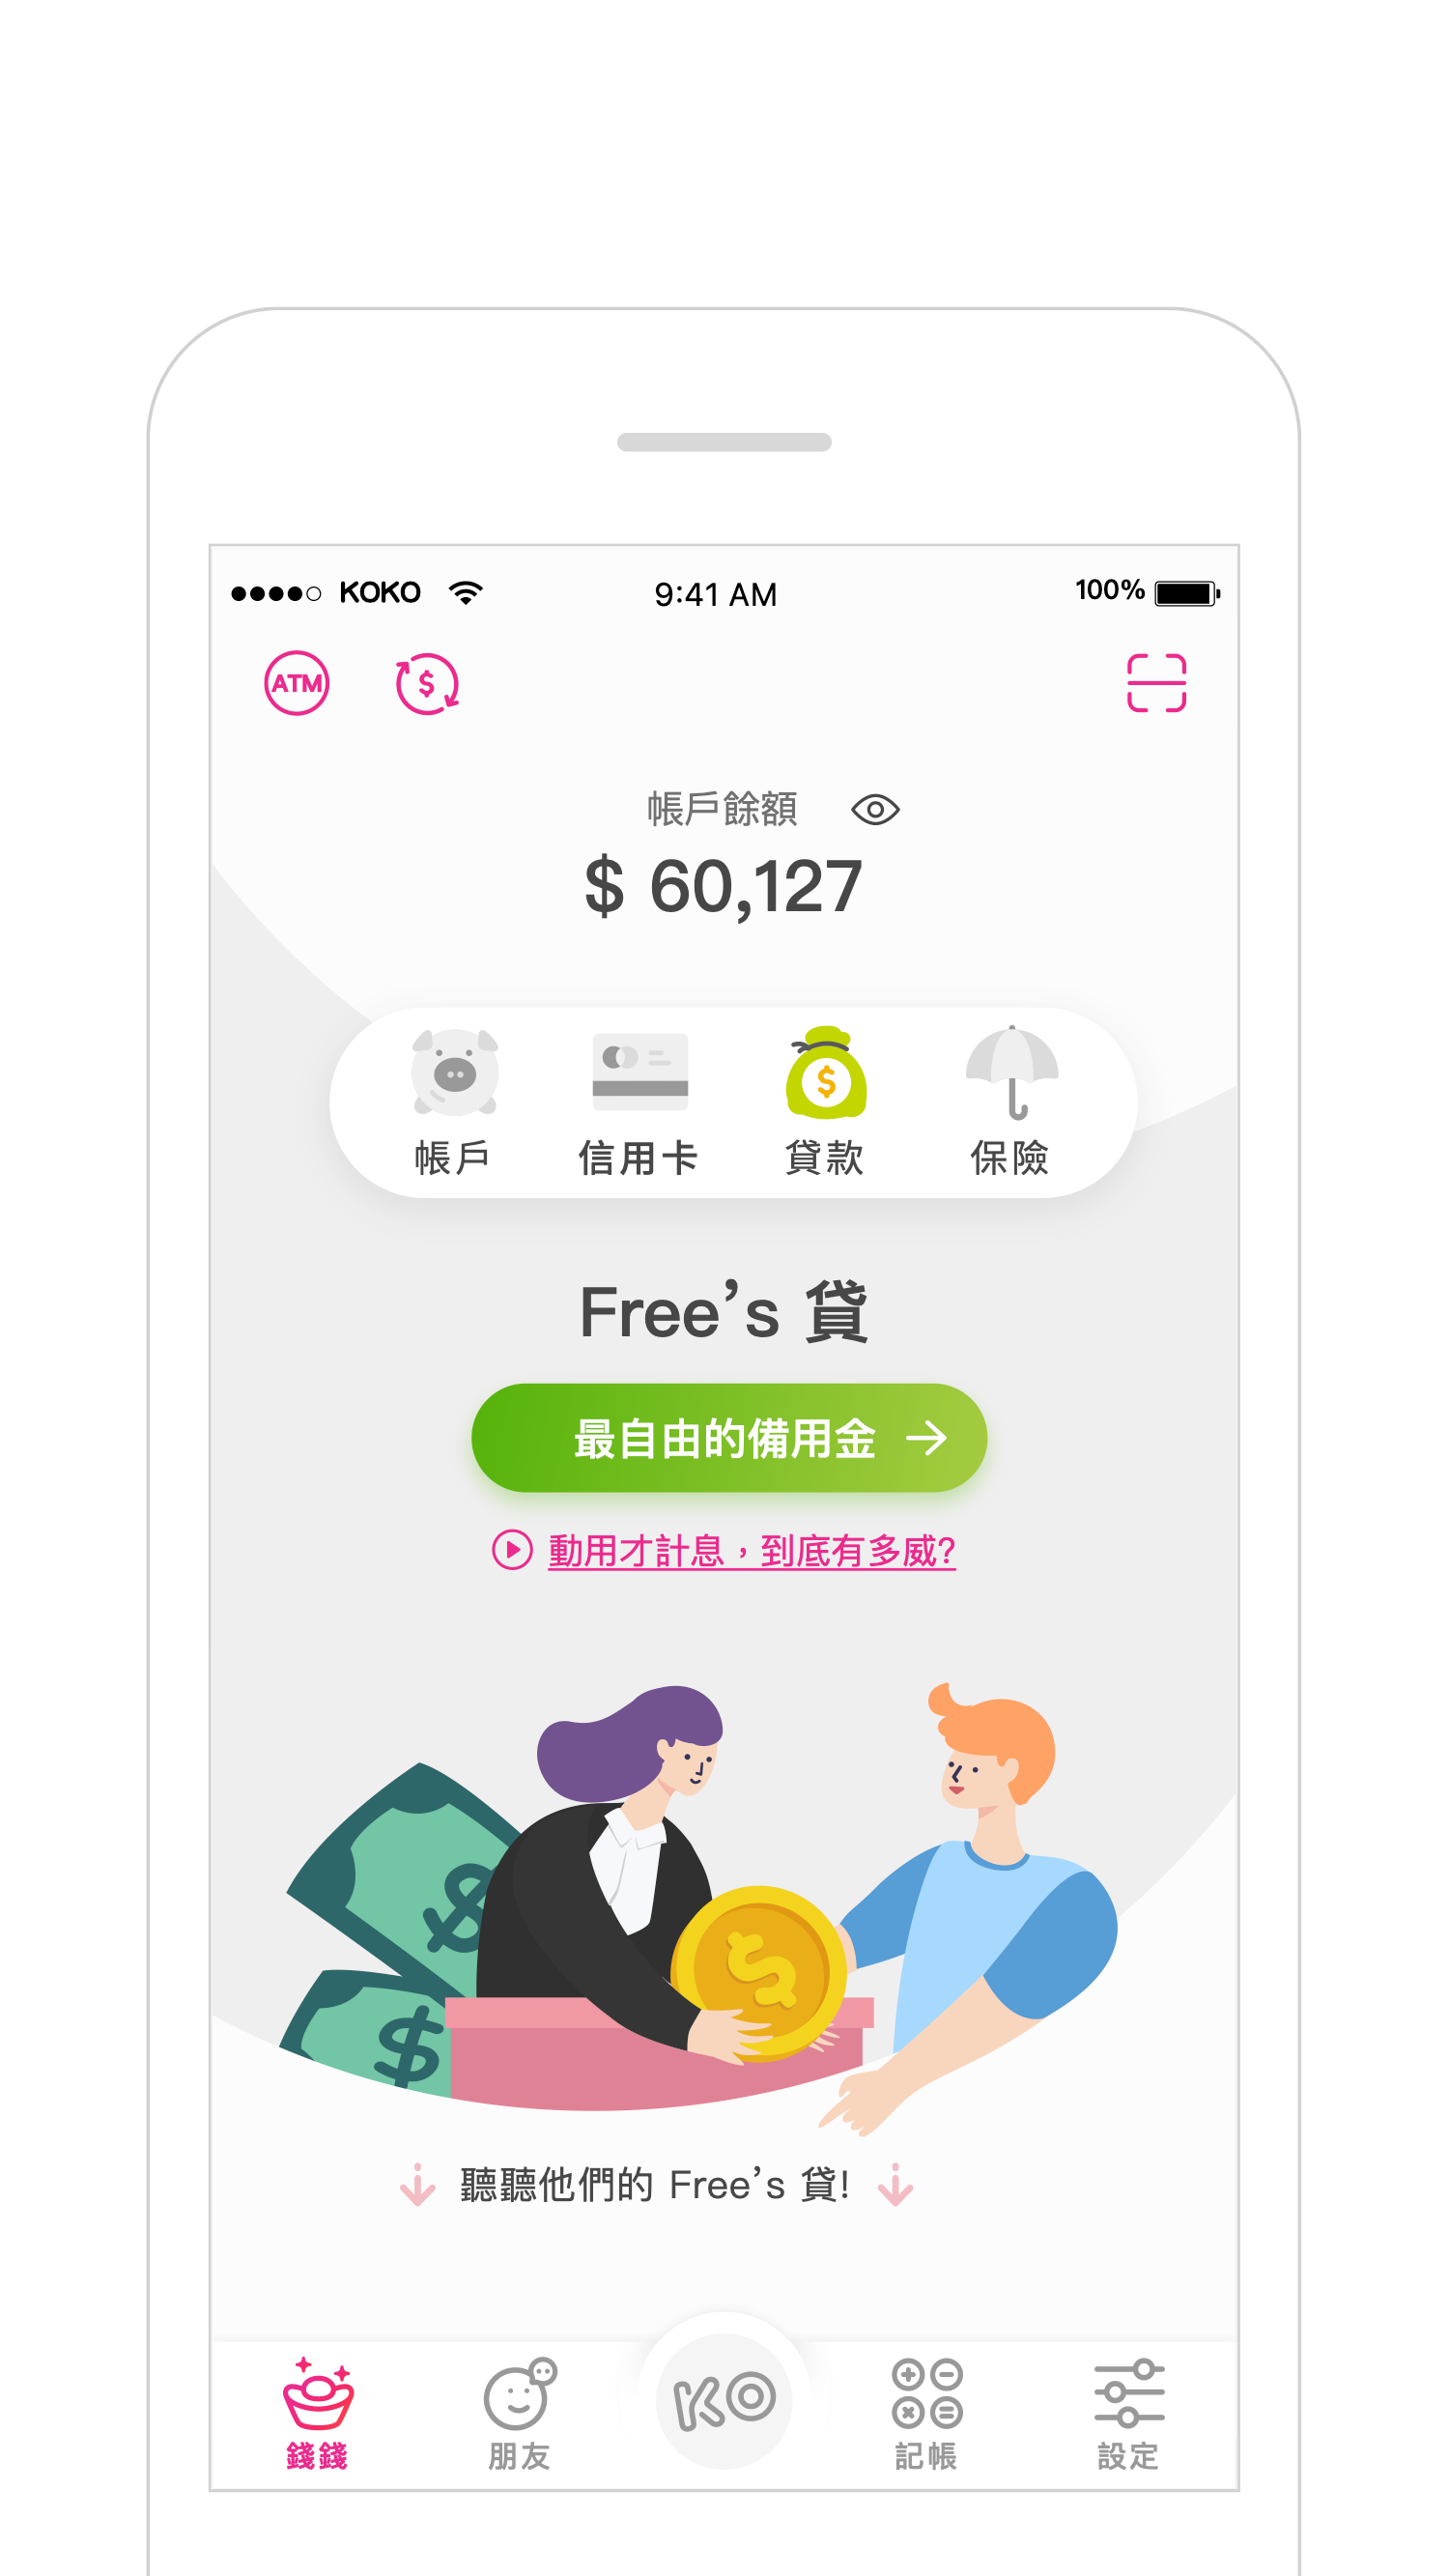 KOKO 9:41 AM 100%
ATM $
帳戶餘額
$ 60,127
$
帳戶 信用卡 貸款 保險
Free’s 貸
最自由的備用金
動用才計息，到底有多威?
$
$
$
聽聽他們的 Free’s 貸!
KO
錢錢 朋友 記帳 設定